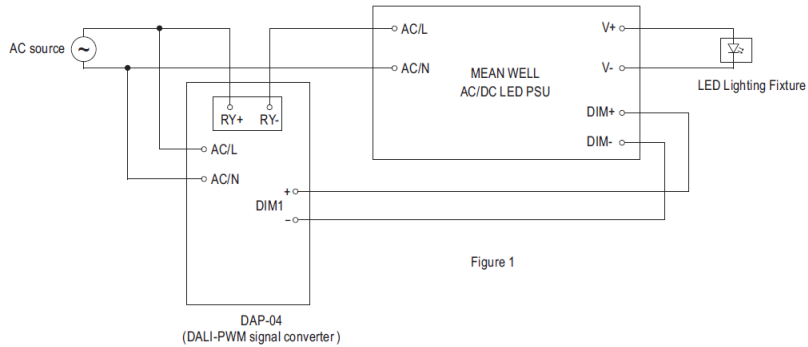 AC source
~
AC/L
AC/N
MEAN WELL
AC/DC LED PSU
V+
V-
DIM+
DIM-
LED Lighting Fixture
RY+ RY-
AC/L
AC/N
DIM1
+
−
Figure 1
DAP-04
(DALI-PWM signal converter )